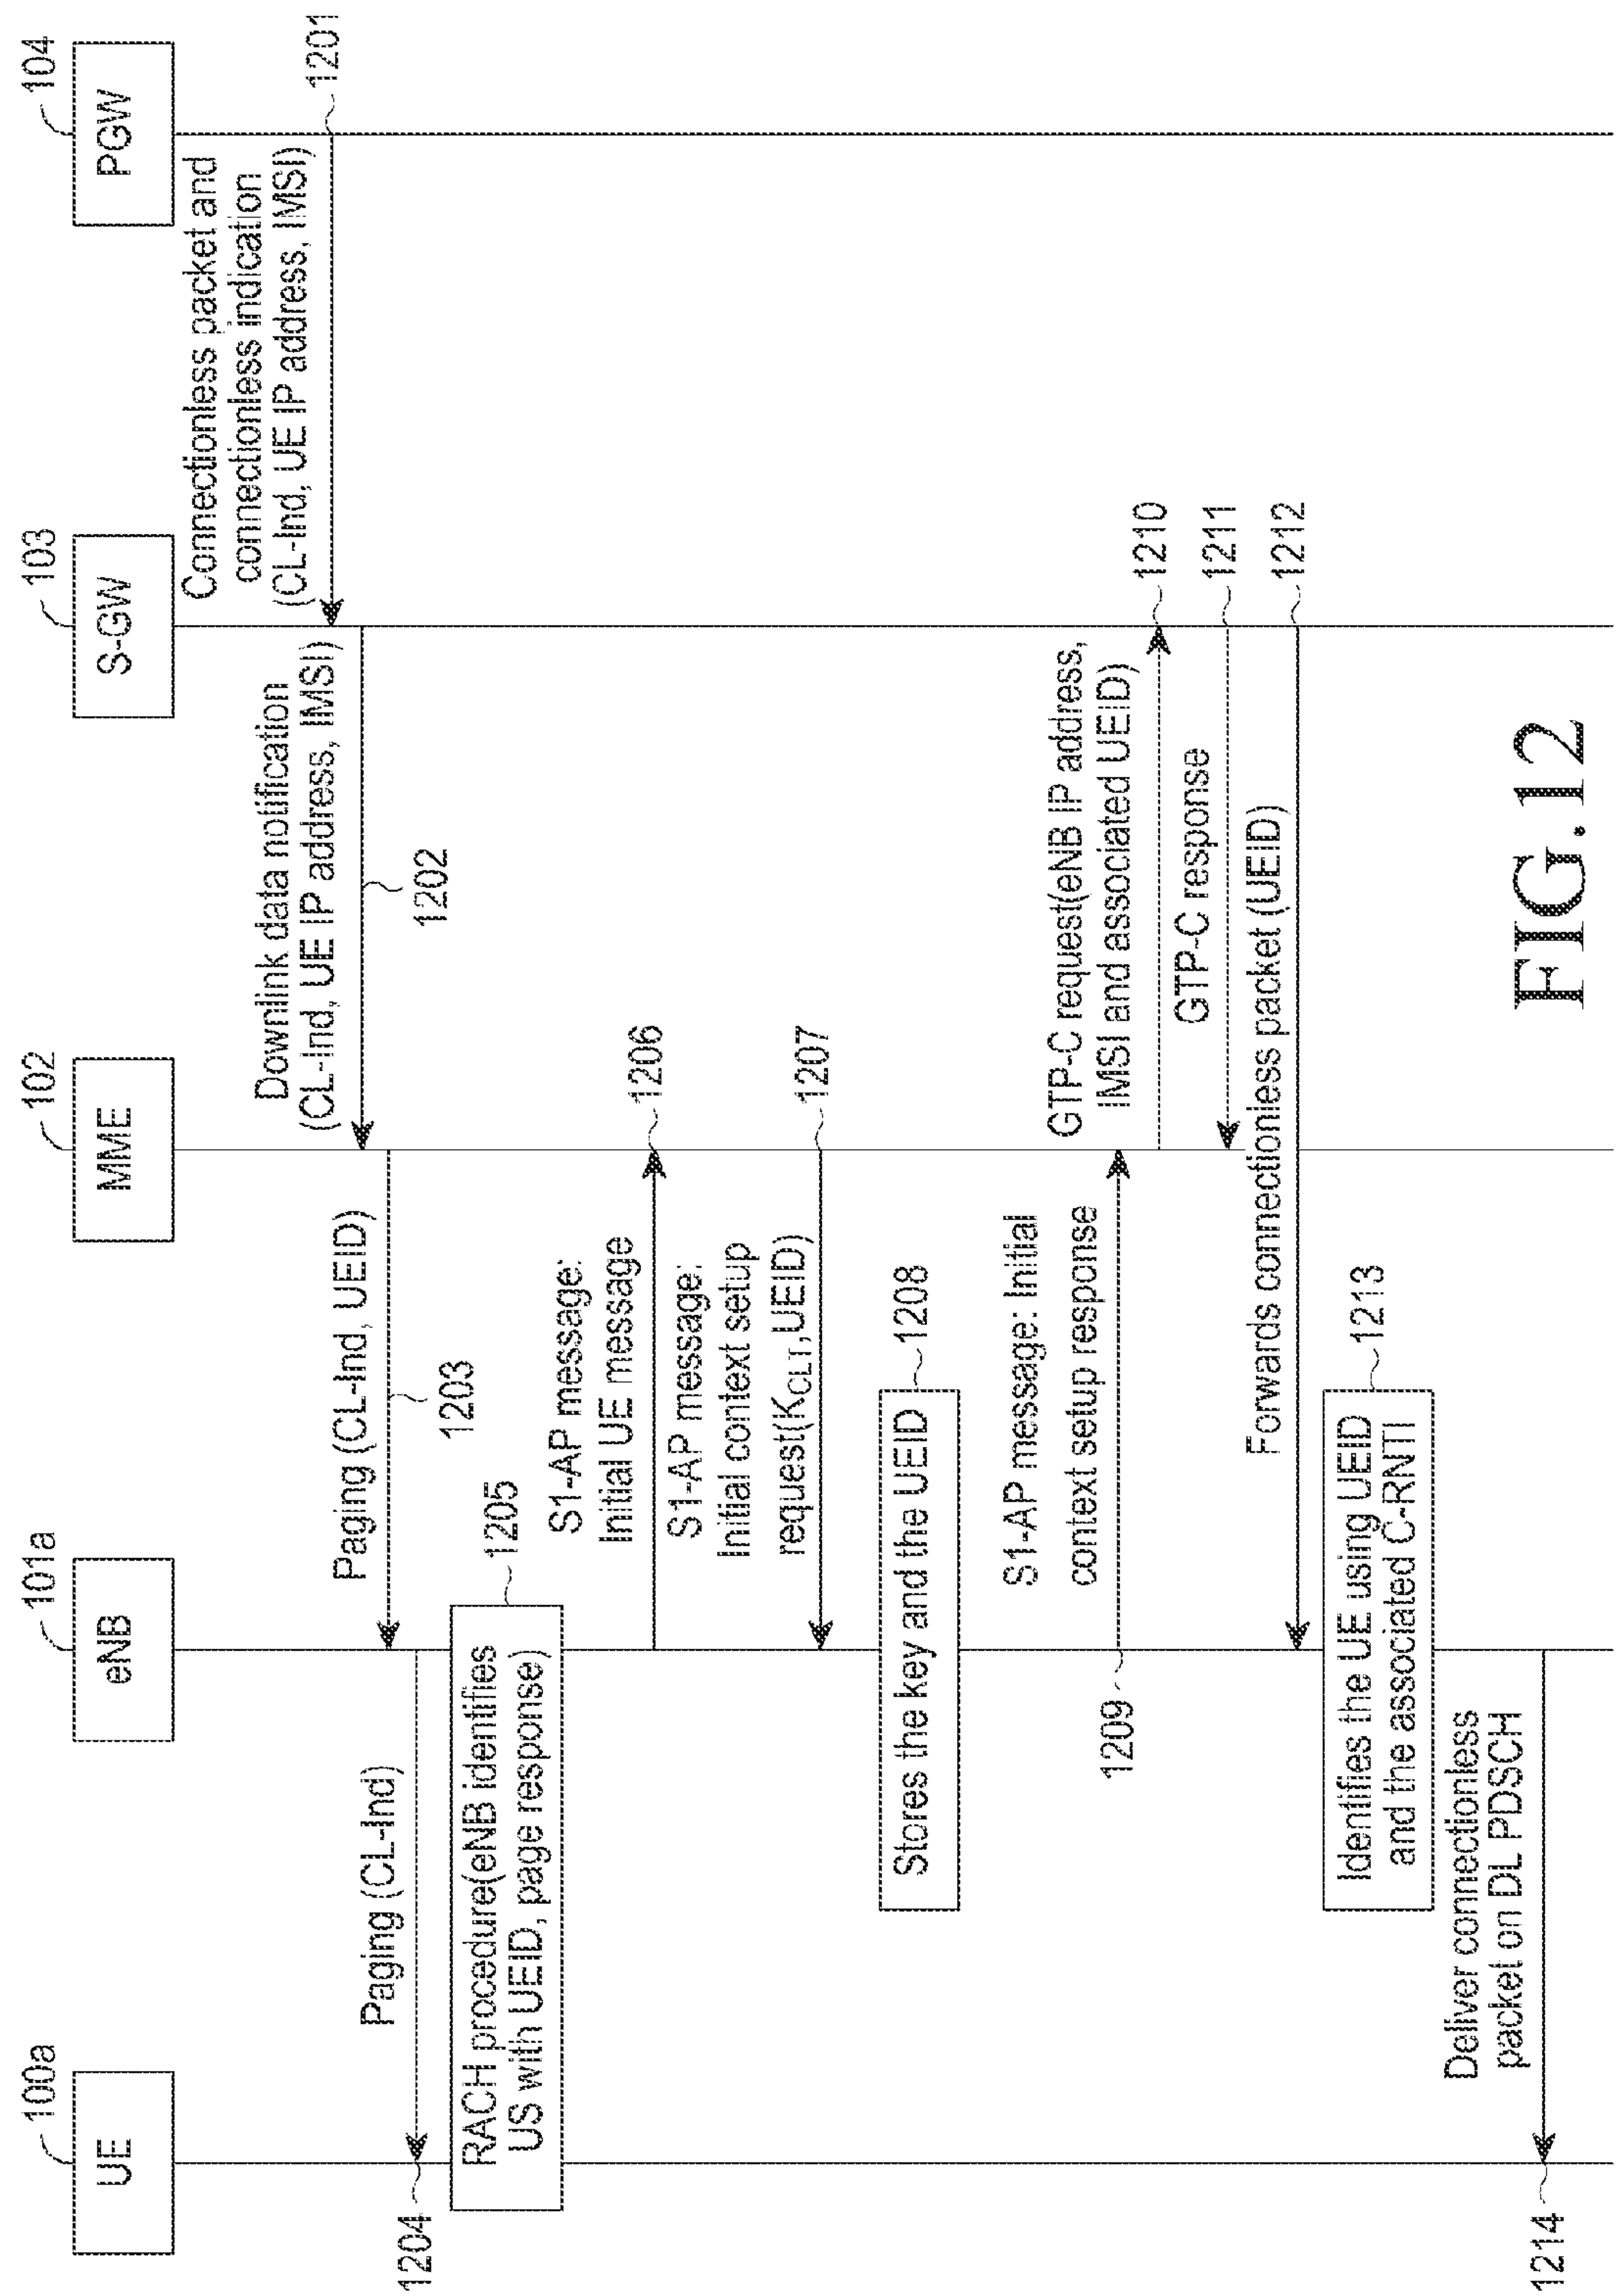 100a
UE
101a
eNB
102
MME
103
S-GW
104
PGW
Connectionless packet and
connectionless indication
(CL-Ind, UE IP address, IMSI)
1201
Downlink data notification
(CL-Ind, UE IP address, IMSI)
1202
Paging (CL-Ind, UEID)
1203
Paging (CL-Ind)
1204
RACH procedure(eNB identifies
US with UEID, page response)
1205
S1-AP message:
Initial UE message
1206
S1-AP message:
Initial context setup
request(KCLT,UEID)
1207
Stores the key and the UEID
1208
S1-AP message: Initial
context setup response
1209
GTP-C request(eNB IP address,
IMSI and associated UEID)
1210
GTP-C response
1211
Forwards connectionless packet (UEID)
1212
Identifies the UE using UEID
and the associated C-RNTI
1213
Deliver connectionless
packet on DL PDSCH
1214
FIG.12